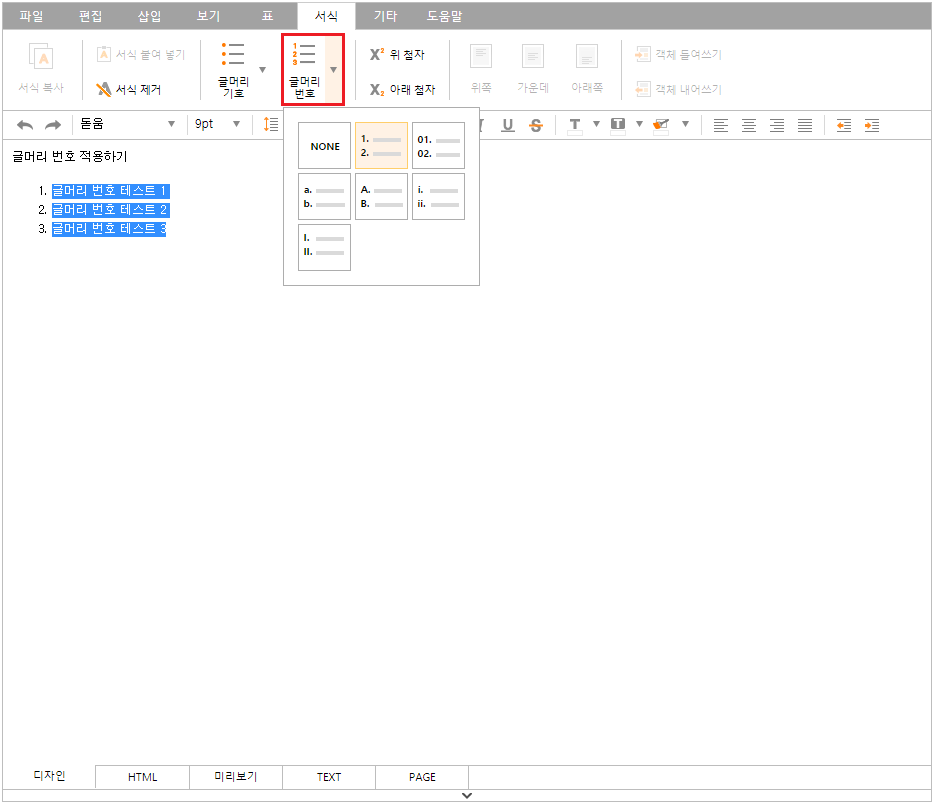 파일 편집 삽입 보기 표 서식 기타 도움말
서식 복사
서식 붙여 넣기
서식 제거
글머리
기호
1
2
3
글머리
번호
X² 위 첨자
X₂ 아래 첨자
위쪽 가운데 아래쪽
객체 들여쓰기
객체 내어쓰기
돋움 9pt I U S T T
NONE
1.
2.
01.
02.
a.
b.
A.
B.
i.
ii.
I.
II.
글머리 번호 적용하기
1. 글머리 번호 테스트 1
2. 글머리 번호 테스트 2
3. 글머리 번호 테스트 3
디자인 HTML 미리보기 TEXT PAGE